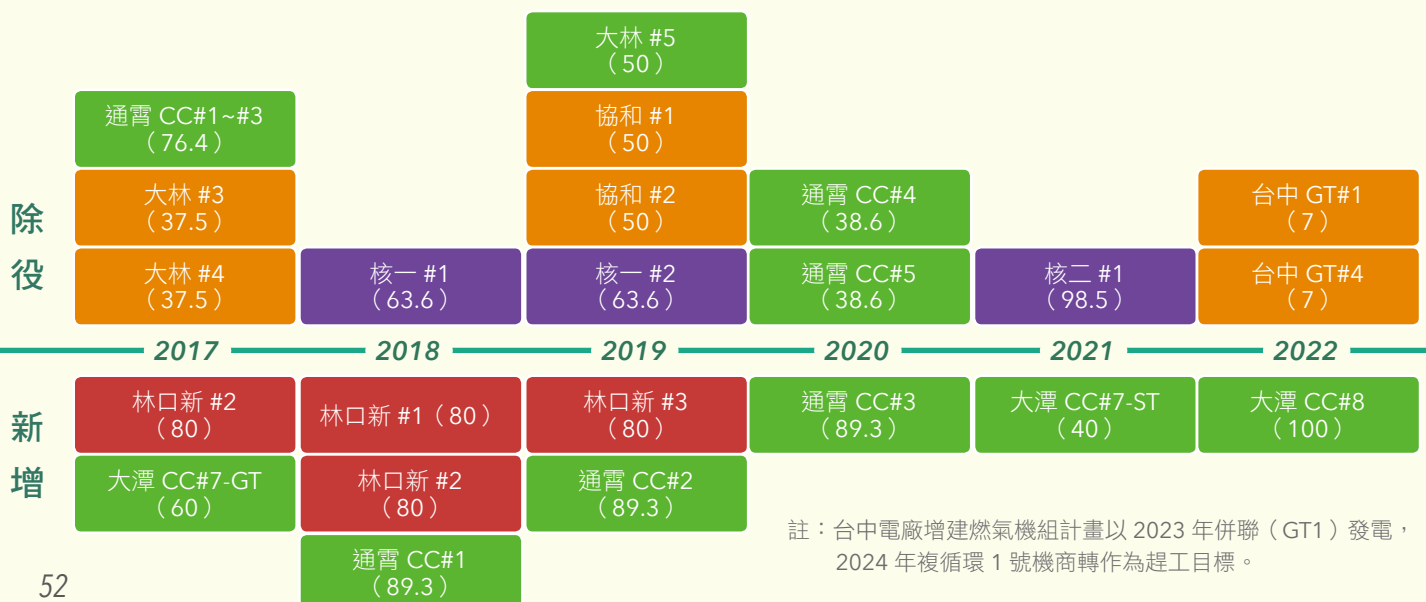 大林 #5
（50）
通霄 CC#1~#3
（76.4）
協和 #1
（50）
大林 #3
（37.5）
協和 #2
（50）
通霄 CC#4
（38.6）
台中 GT#1
（7）
除
役
大林 #4
（37.5）
核一 #1
（63.6）
核一 #2
（63.6）
通霄 CC#5
（38.6）
核二 #1
（98.5）
台中 GT#4
（7）
2017
2018
2019
2020
2021
2022
新
增
林口新 #2
（80）
林口新 #1（80）
林口新 #3
（80）
通霄 CC#3
（89.3）
大潭 CC#7-ST
（40）
大潭 CC#8
（100）
大潭 CC#7-GT
（60）
林口新 #2
（80）
通霄 CC#2
（89.3）
通霄 CC#1
（89.3）
註：台中電廠增建燃氣機組計畫以 2023 年併聯（GT1）發電，
2024 年複循環 1 號機商轉作為趕工目標。
52